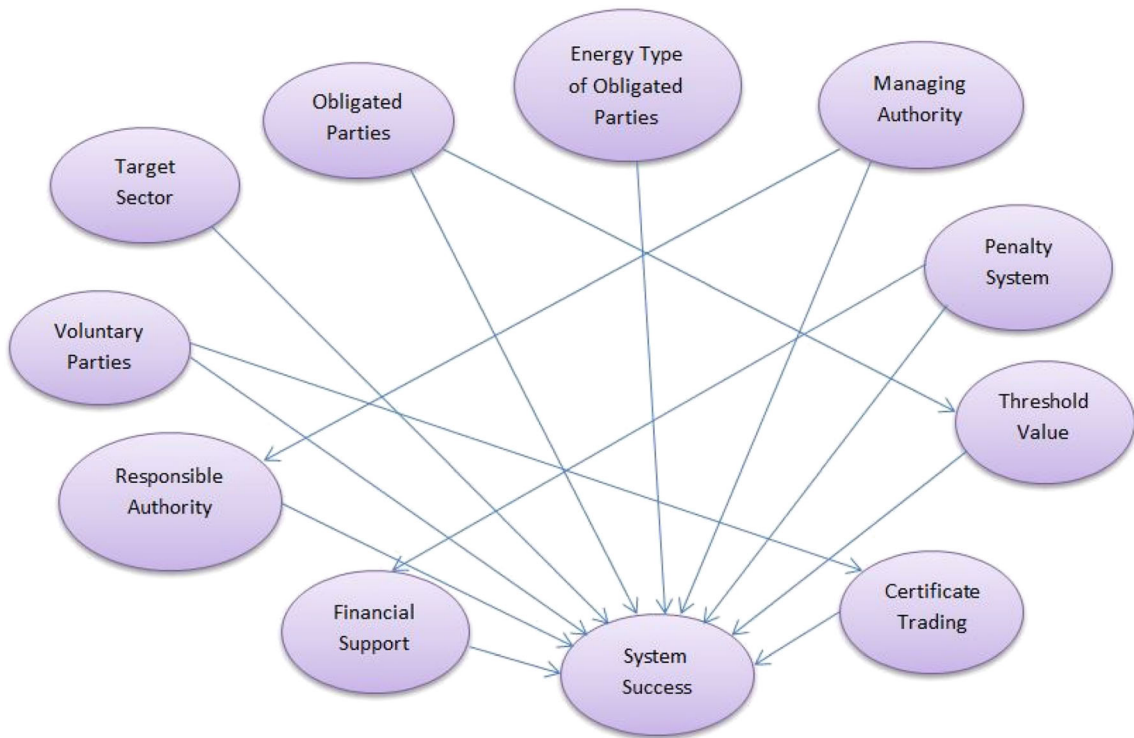 Energy Type
of Obligated
Parties
Obligated
Parties
Managing
Authority
Target
Sector
Penalty
System
Voluntary
Parties
Threshold
Value
Responsible
Authority
Certificate
Trading
Financial
Support
System
Success